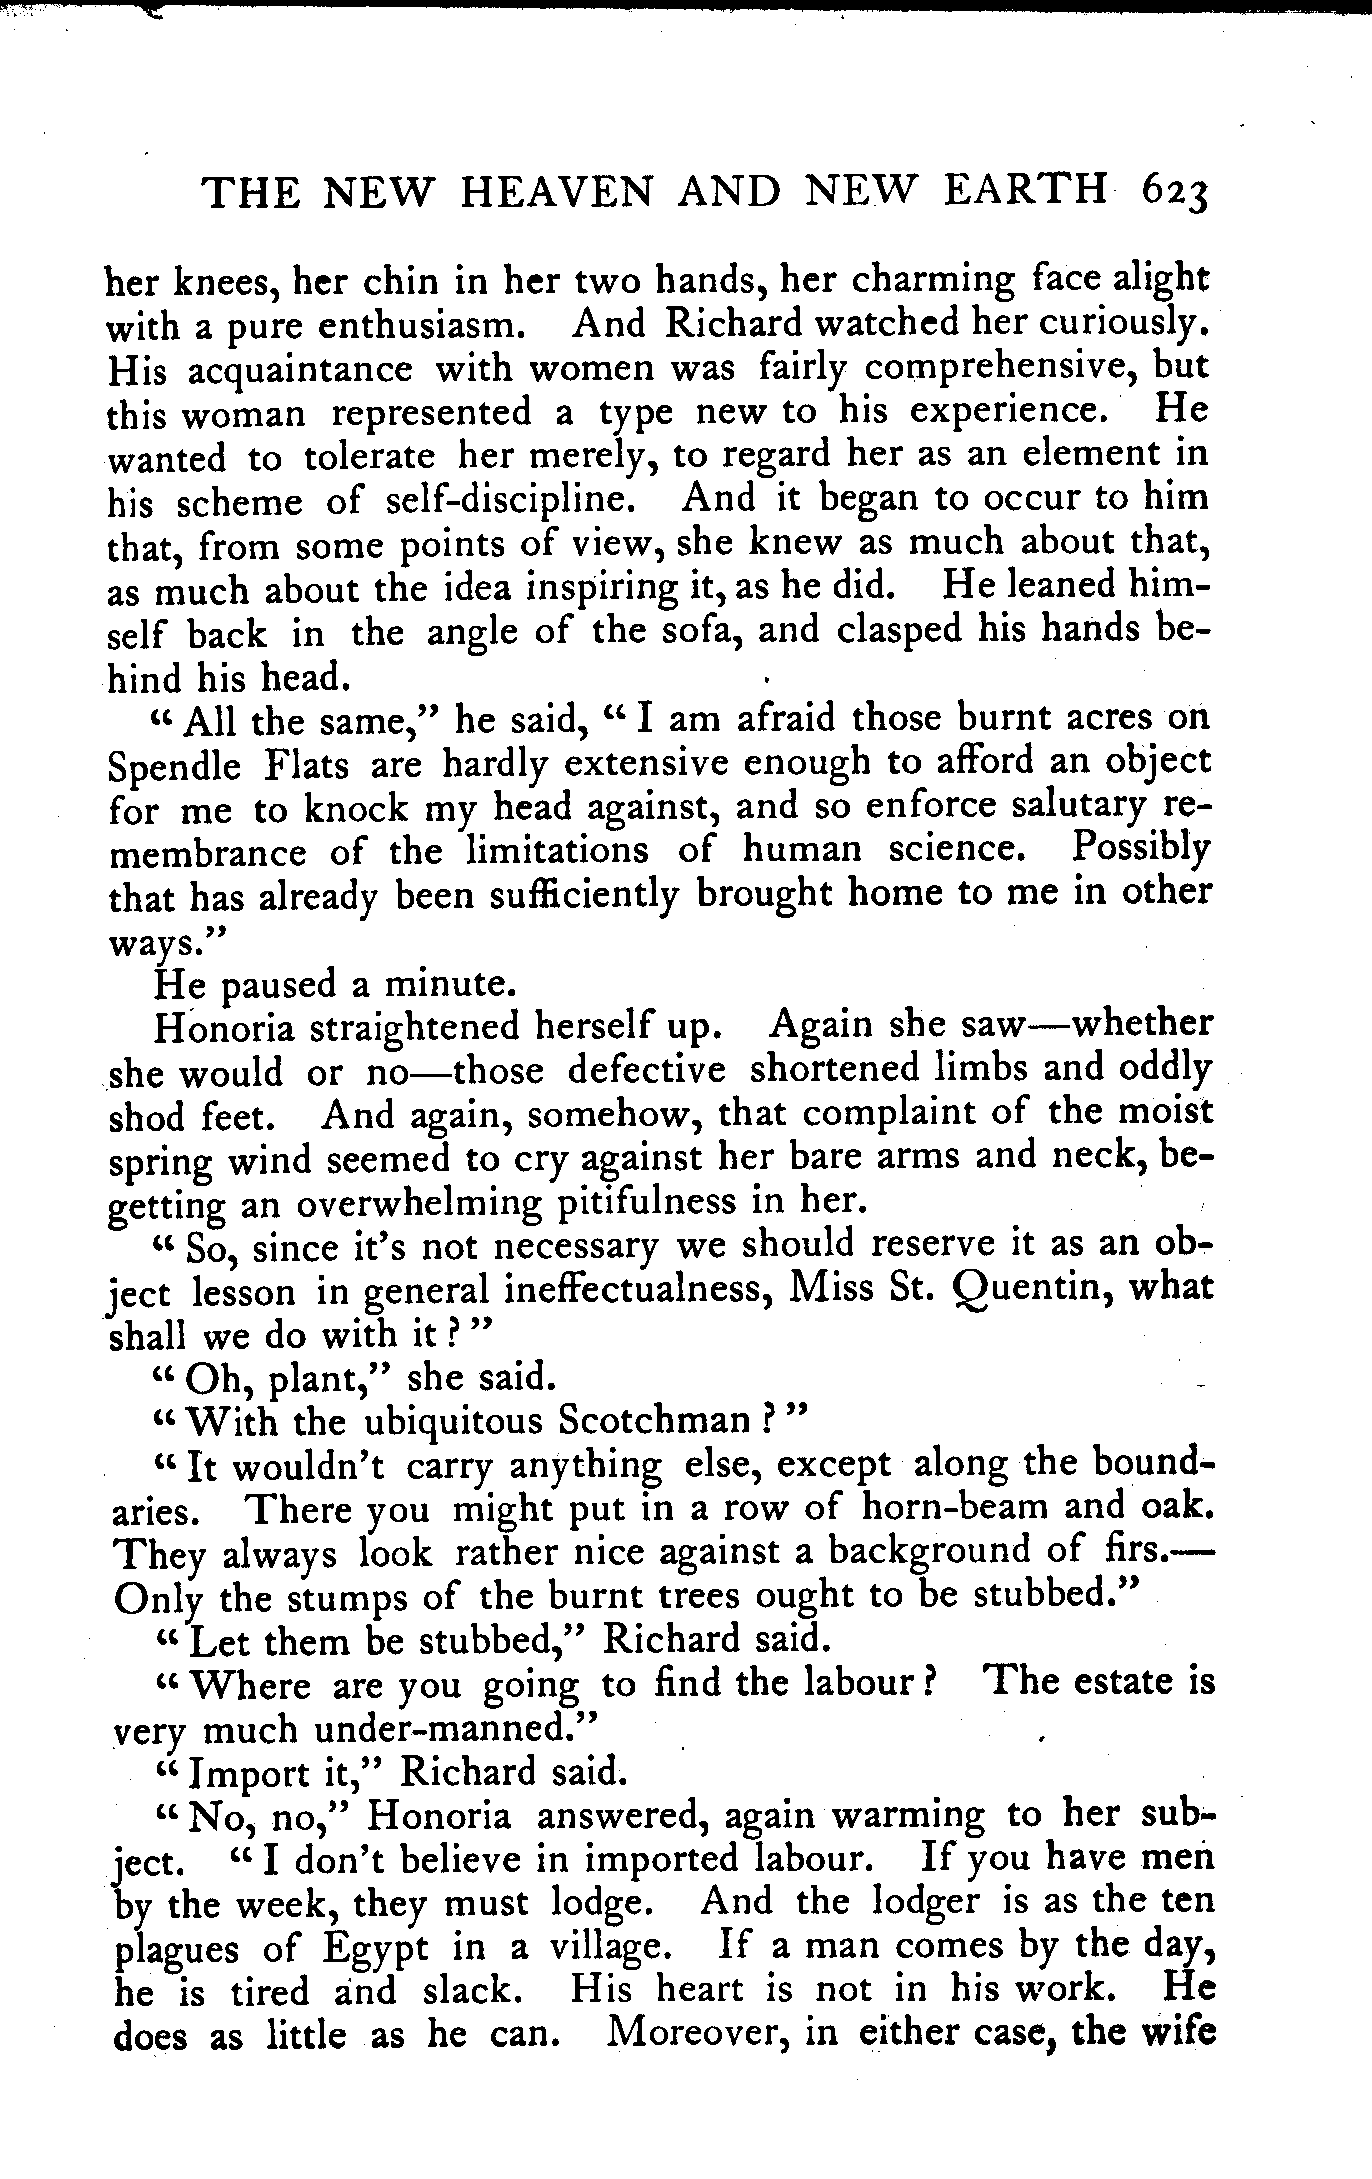 THE NEW HEAVEN AND NEW EARTH 623
her knees, her chin in her two hands, her charming face alight
with a pure enthusiasm. And Richard watched her curiously.
His acquaintance with women was fairly comprehensive, but
this woman represented a type new to his experience. He
wanted to tolerate her merely, to regard her as an element in
his scheme of self-discipline. And it began to occur to him
that, from some points of view, she knew as much about that,
as much about the idea inspiring it, as he did. He leaned him-
self back in the angle of the sofa, and clasped his hands be-
hind his head.
"All the same," he said, "I am afraid those burnt acres on
Spendle Flats are hardly extensive enough to afford an object
for me to knock my head against, and so enforce salutary re-
membrance of the limitations of human science. Possibly
that has already been sufficiently brought home to me in other
ways."
He paused a minute.
Honoria straightened herself up. Again she saw—whether
she would or no—those defective shortened limbs and oddly
shod feet. And again, somehow, that complaint of the moist
spring wind seemed to cry against her bare arms and neck, be-
getting an overwhelming pitifulness in her.
"So, since it's not necessary we should reserve it as an ob-
ject lesson in general ineffectualness, Miss St. Quentin, what
shall we do with it?"
"Oh, plant," she said.
"With the ubiquitous Scotchman?"
"It wouldn't carry anything else, except along the bound-
aries. There you might put in a row of horn-beam and oak.
They always look rather nice against a background of firs.—
Only the stumps of the burnt trees ought to be stubbed."
"Let them be stubbed," Richard said.
"Where are you going to find the labour? The estate is
very much under-manned."
"Import it," Richard said.
"No, no," Honoria answered, again warming to her sub-
ject. "I don't believe in imported labour. If you have men
by the week, they must lodge. And the lodger is as the ten
plagues of Egypt in a village. If a man comes by the day,
he is tired and slack. His heart is not in his work. He
does as little as he can. Moreover, in either case, the wife